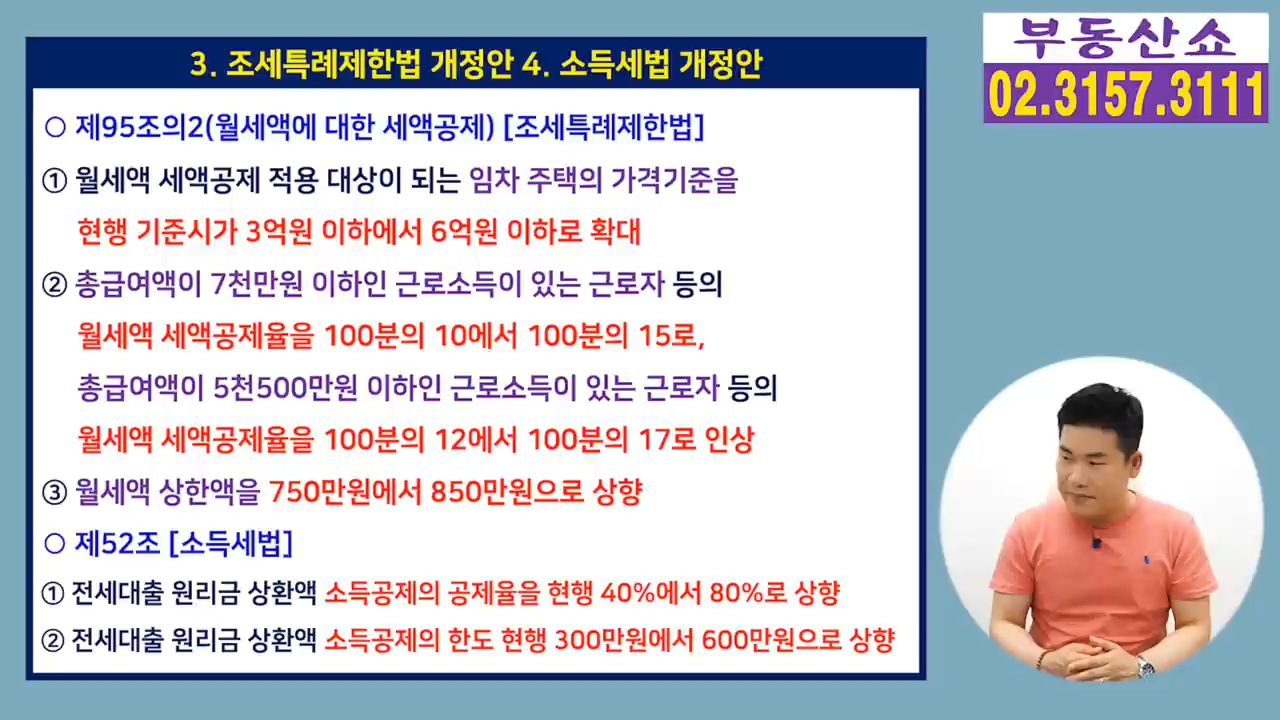 3. 조세특례제한법 개정안 4. 소득세법 개정안
부동산쇼
02.3157.3111
○ 제95조의2(월세액에 대한 세액공제) [조세특례제한법]
① 월세액 세액공제 적용 대상이 되는 임차 주택의 가격기준을
현행 기준시가 3억원 이하에서 6억원 이하로 확대
② 총급여액이 7천만원 이하인 근로소득이 있는 근로자 등의
월세액 세액공제율을 100분의 10에서 100분의 15로,
총급여액이 5천500만원 이하인 근로소득이 있는 근로자 등의
월세액 세액공제율을 100분의 12에서 100분의 17로 인상
③ 월세액 상한액을 750만원에서 850만원으로 상향
○ 제52조 [소득세법]
① 전세대출 원리금 상환액 소득공제의 공제율을 현행 40%에서 80%로 상향
② 전세대출 원리금 상환액 소득공제의 한도 현행 300만원에서 600만원으로 상향